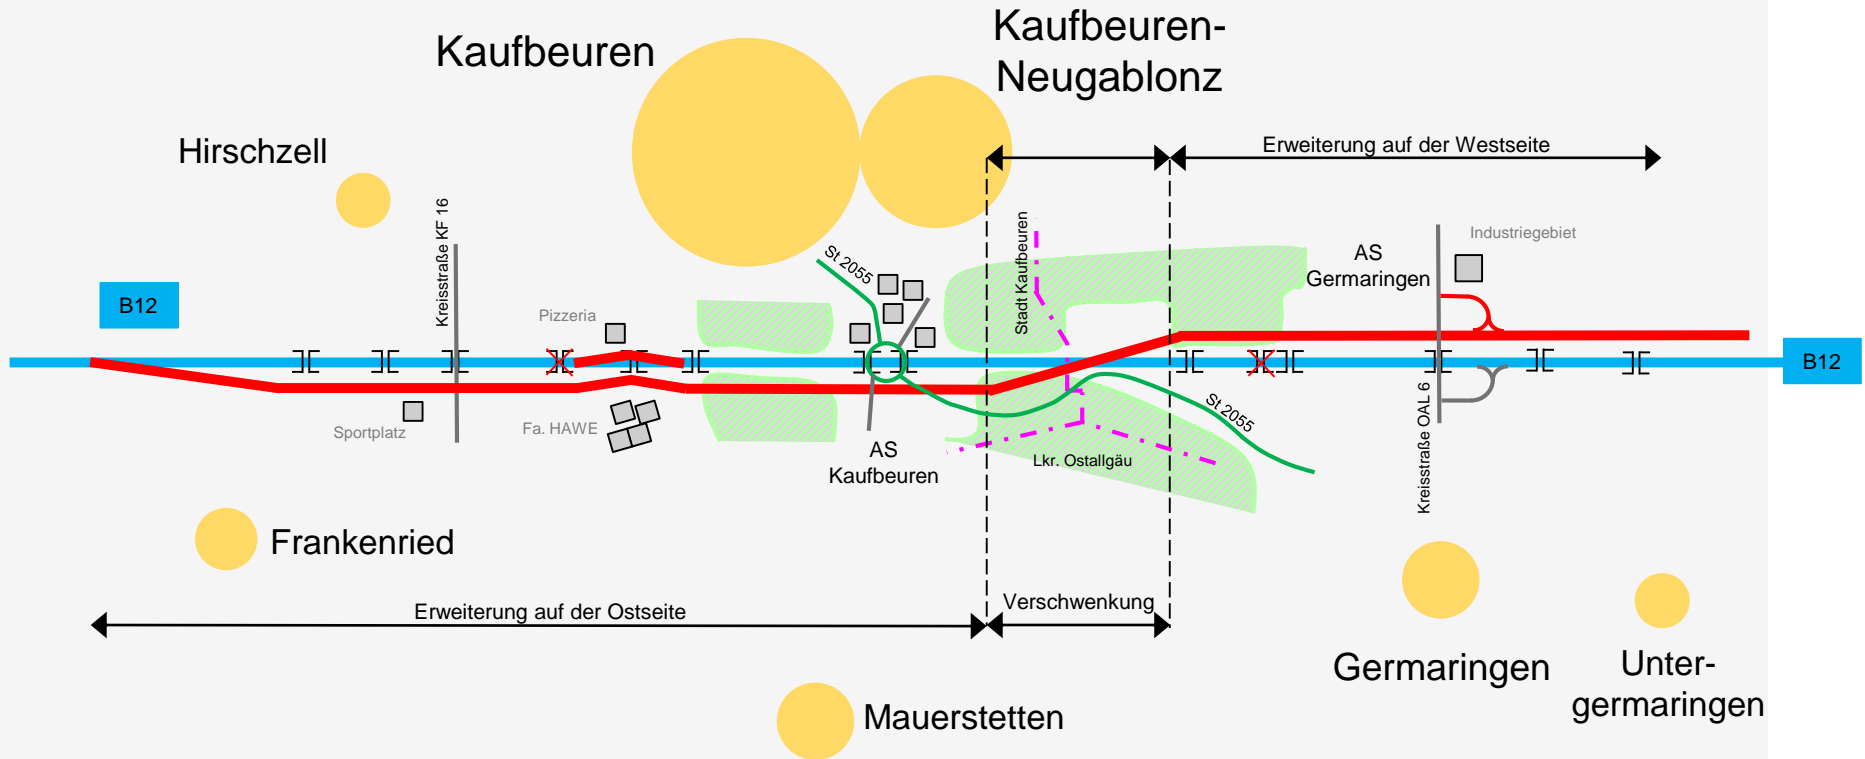 Kaufbeuren-
Neugablonz
Kaufbeuren
Hirschzell
Erweiterung auf der Westseite
Kreisstraße KF 16
St 2055
Stadt Kaufbeuren
AS
Germaringen
Industriegebiet
B12
Pizzeria
B12
Sportplatz
Fa. HAWE
AS
Kaufbeuren
Lkr. Ostallgäu
St 2055
Kreisstraße OAL 6
Frankenried
Erweiterung auf der Ostseite
Verschwenkung
Germaringen
Unter-
germaringen
Mauerstetten